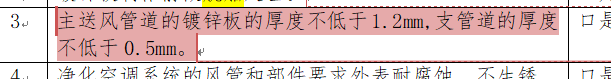 3 主送风管道的镀锌板的厚度不低于 1.2mm,支管道的厚度 口是
不低于 0.5mm。
4 净化空调系统的风管和部件要求外表耐腐蚀、不生锈 口是